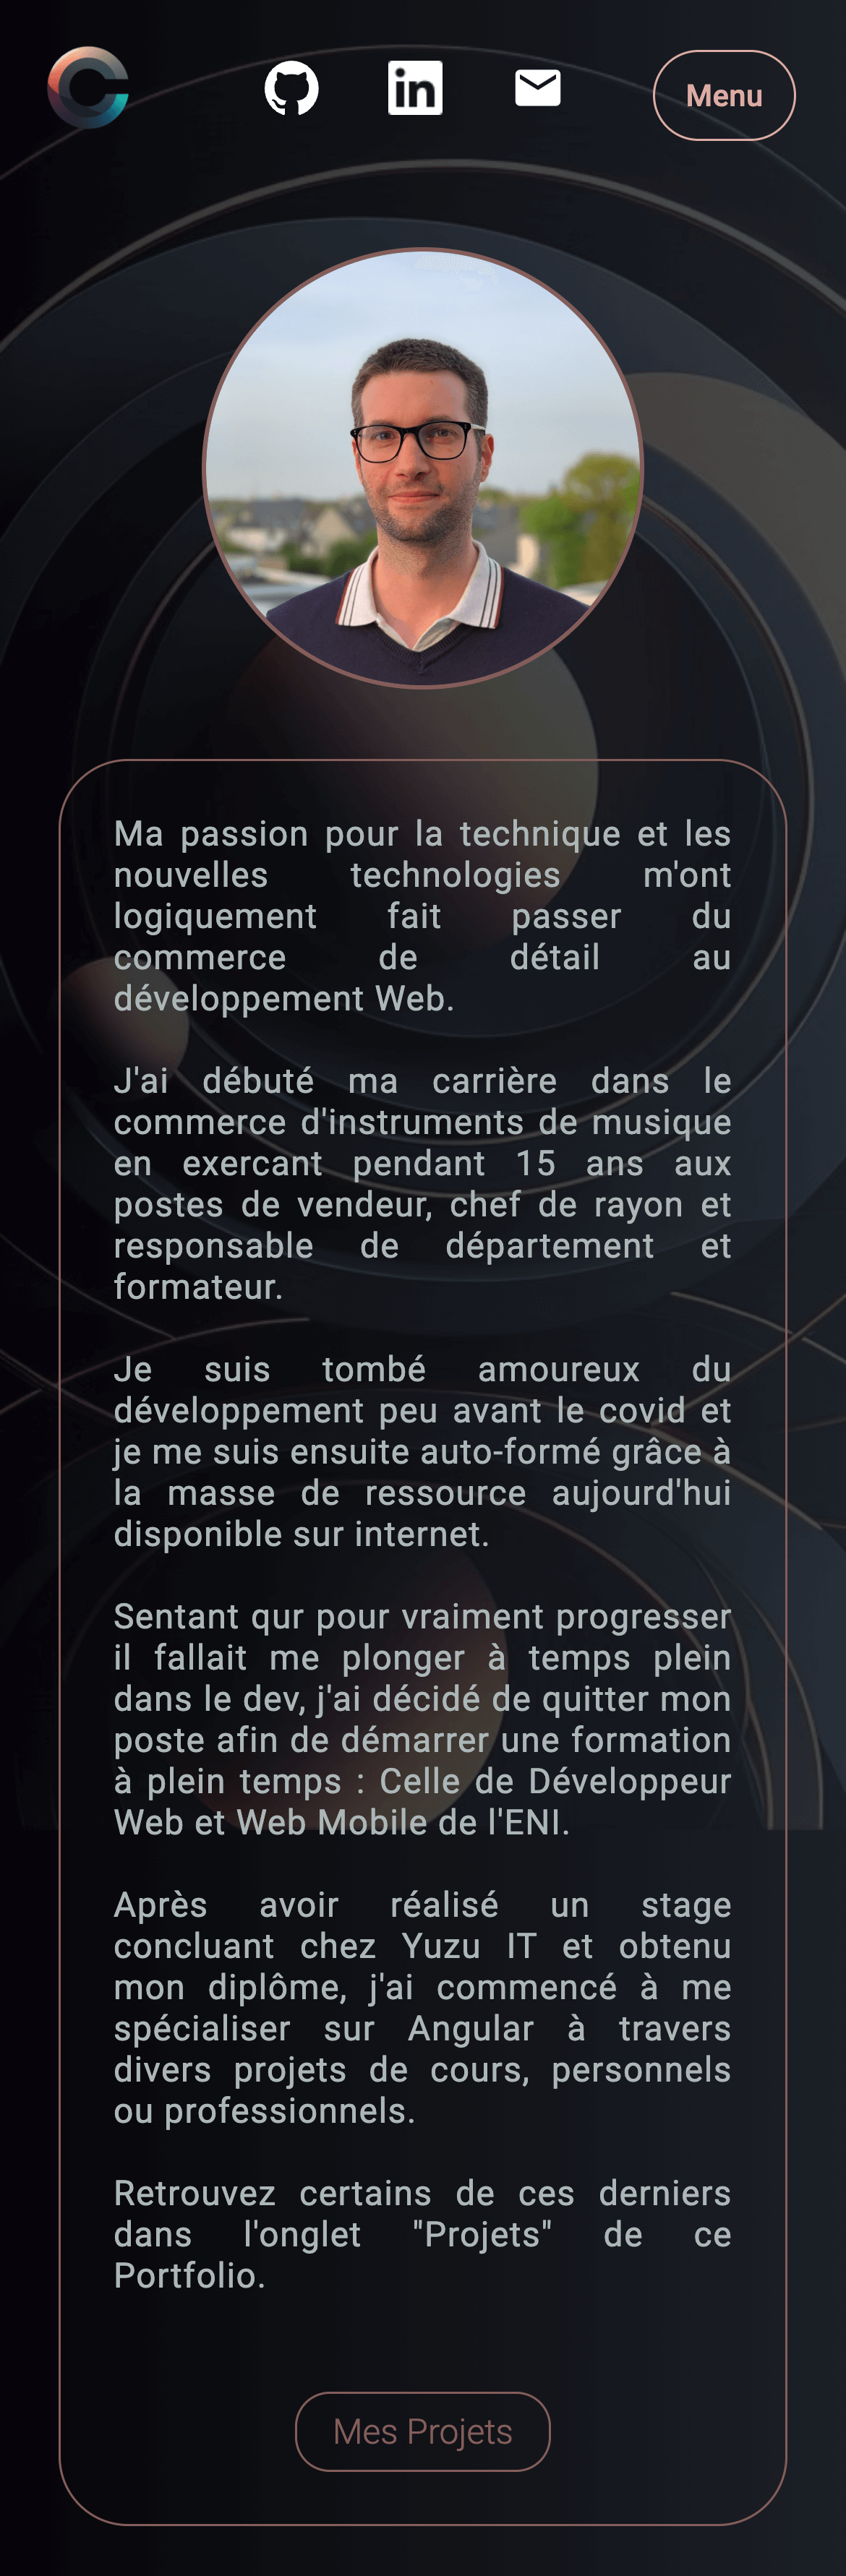 Menu
Ma passion pour la technique et les
nouvelles technologies m'ont
logiquement fait passer du
commerce de détail au
développement Web.
J'ai débuté ma carrière dans le
commerce d'instruments de musique
en exercant pendant 15 ans aux
postes de vendeur, chef de rayon et
responsable de département et
formateur.
Je suis tombé amoureux du
développement peu avant le covid et
je me suis ensuite auto-formé grâce à
la masse de ressource aujourd'hui
disponible sur internet.
Sentant qur pour vraiment progresser
il fallait me plonger à temps plein
dans le dev, j'ai décidé de quitter mon
poste afin de démarrer une formation
à plein temps : Celle de Développeur
Web et Web Mobile de l'ENI.
Après avoir réalisé un stage
concluant chez Yuzu IT et obtenu
mon diplôme, j'ai commencé à me
spécialiser sur Angular à travers
divers projets de cours, personnels
ou professionnels.
Retrouvez certains de ces derniers
dans l'onglet "Projets" de ce
Portfolio.
Mes Projets